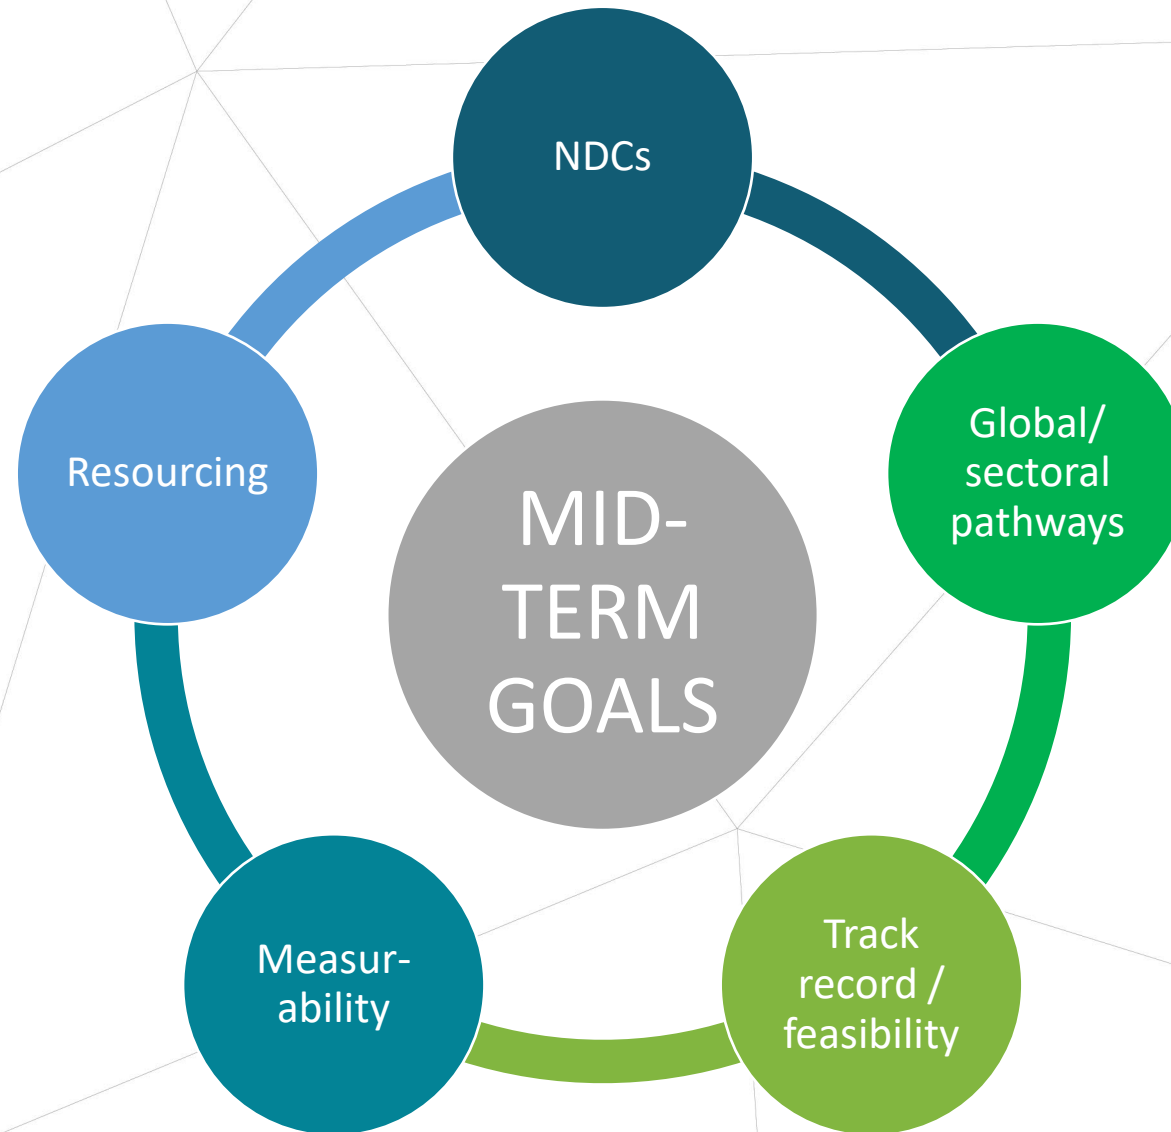 NDCs
Global/
sectoral
pathways
Track
record /
feasibility
Measur-
ability
Resourcing
MID-
TERM
GOALS